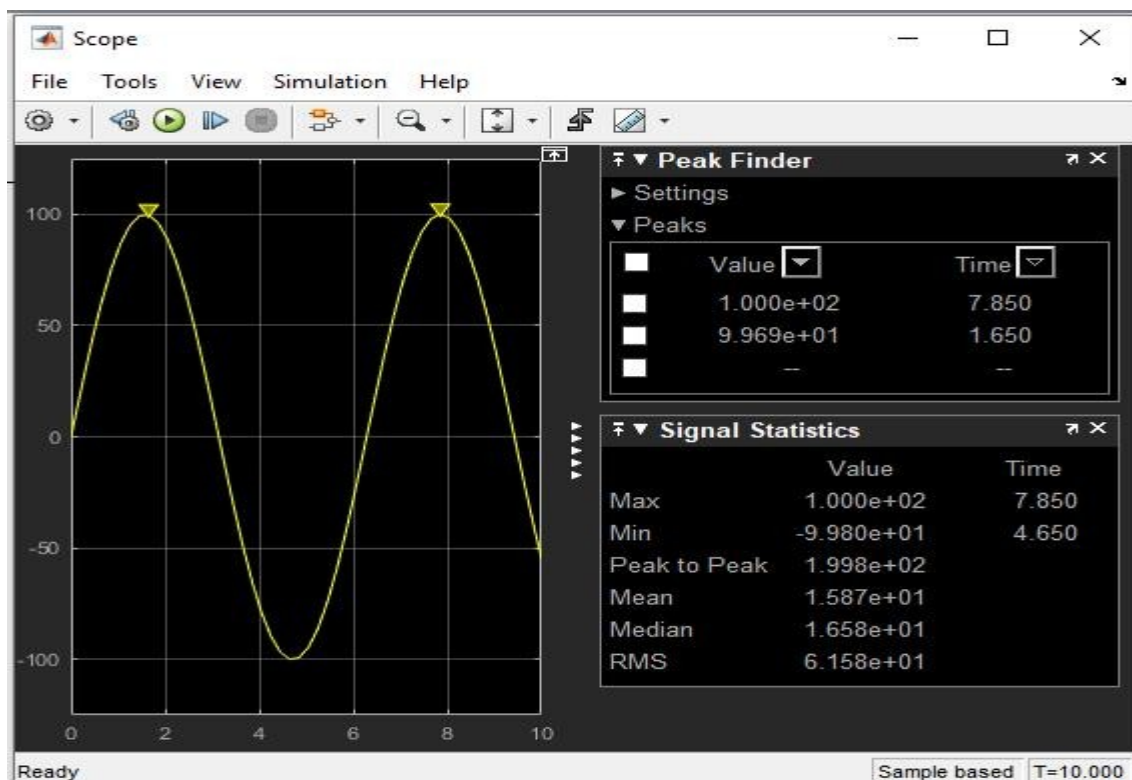 Scope
File Tools View Simulation Help
100
50
0
-50
-100
0 2 4 6 8 10
Peak Finder
Settings
Peaks
Value Time
1.000e+02 7.850
9.969e+01 1.650
-- --
Signal Statistics
Value Time
Max 1.000e+02 7.850
Min -9.980e+01 4.650
Peak to Peak 1.998e+02
Mean 1.587e+01
Median 1.658e+01
RMS 6.158e+01
Ready Sample based T=10.000